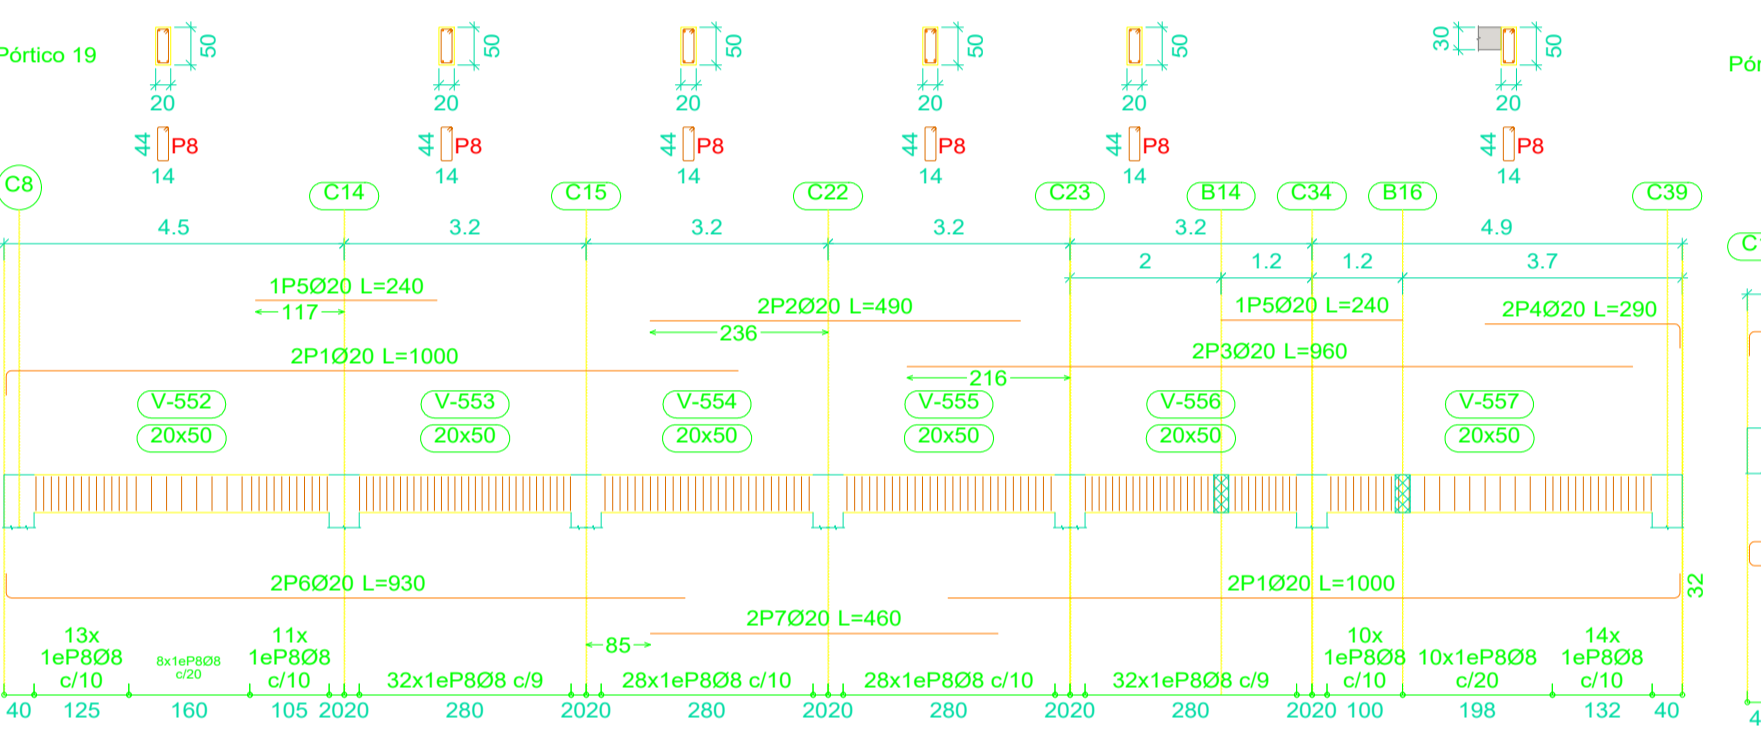 Pórtico 19
50 50 50 50 50 30 50
20 20 20 20 20 20
44 P8 44 P8 44 P8 44 P8 44 P8 44 P8
14 14 14 14 14 14
Pór
C8 C14 C15 C22 C23 B14 C34 B16 C39
4.5 3.2 3.2 3.2 3.2 4.9
2 1.2 1.2 3.7
1P5Ø20 L=240
117
2P2Ø20 L=490
236
1P5Ø20 L=240
2P4Ø20 L=290
2P1Ø20 L=1000
2P3Ø20 L=960
216
V-552 V-553 V-554 V-555 V-556 V-557
20x50 20x50 20x50 20x50 20x50 20x50
2P6Ø20 L=930
2P1Ø20 L=1000
32
2P7Ø20 L=460
85
13x
1eP8Ø8
c/10
8x1eP8Ø8
c/20
11x
1eP8Ø8
c/10
32x1eP8Ø8 c/9
28x1eP8Ø8 c/10
28x1eP8Ø8 c/10
32x1eP8Ø8 c/9
10x
1eP8Ø8
c/10
10x1eP8Ø8
c/20
14x
1eP8Ø8
c/10
40 125 160 105 2020 280 2020 280 2020 280 2020 280 2020 100 198 132 40